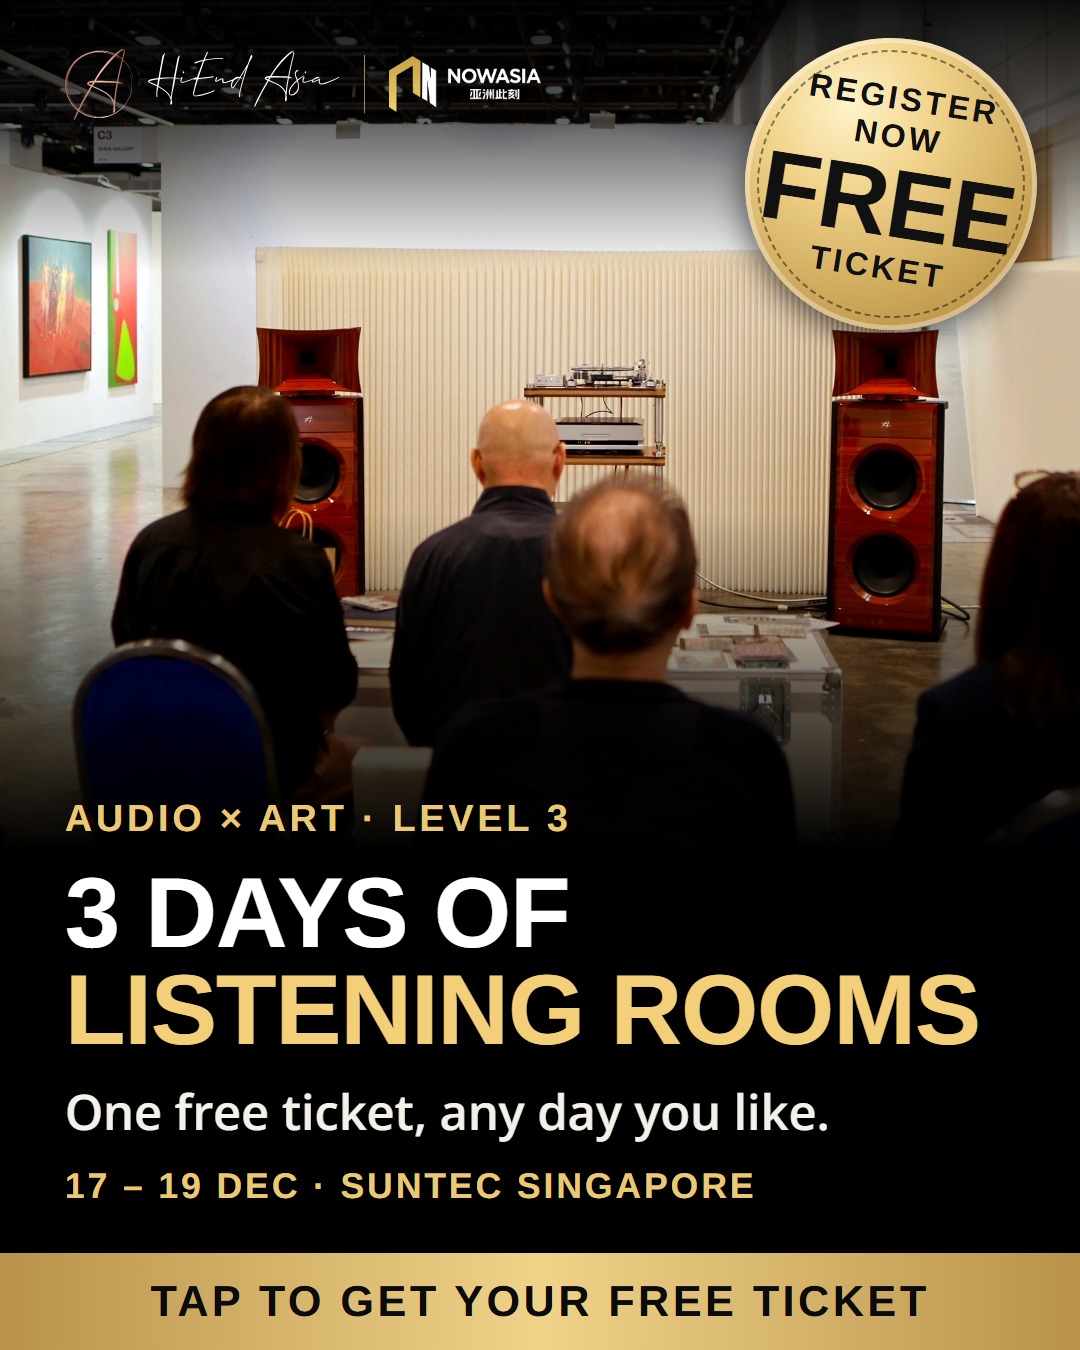 HiEnd Asia
NOWASIA
亚洲此刻
C3
REGISTER
NOW
FREE
TICKET
AUDIO × ART · LEVEL 3
3 DAYS OF
LISTENING ROOMS
One free ticket, any day you like.
17 – 19 DEC · SUNTEC SINGAPORE
TAP TO GET YOUR FREE TICKET